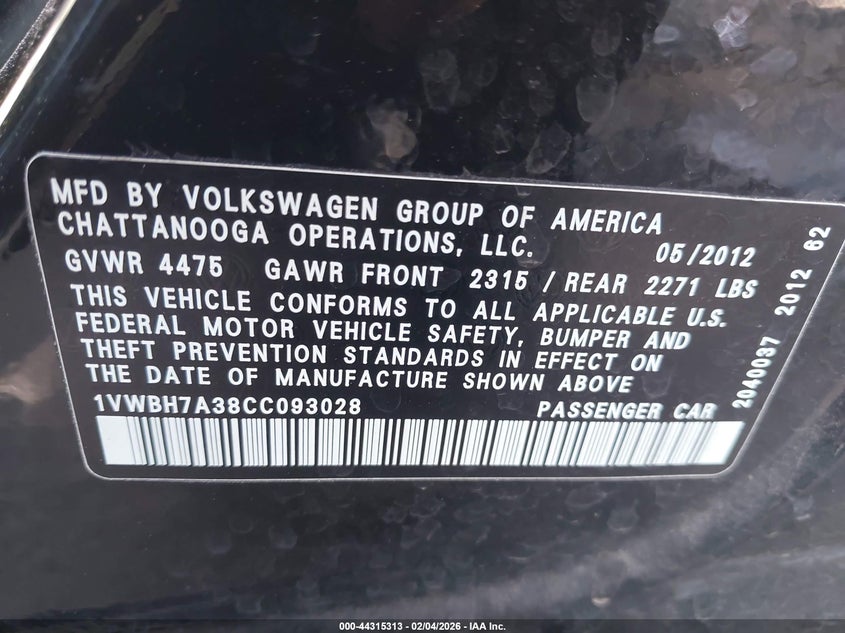 MFD BY VOLKSWAGEN GROUP OF AMERICA
CHATTANOOGA OPERATIONS, LLC. 05/2012
GVWR 4475 GAWR FRONT 2315 / REAR 2271 LBS
THIS VEHICLE CONFORMS TO ALL APPLICABLE U.S.
FEDERAL MOTOR VEHICLE SAFETY, BUMPER AND
THEFT PREVENTION STANDARDS IN EFFECT ON
THE DATE OF MANUFACTURE SHOWN ABOVE
1VWBH7A38CC093028 PASSENGER CAR
2040037 2012 62
000-44315313 - 02/04/2026 - IAA Inc.